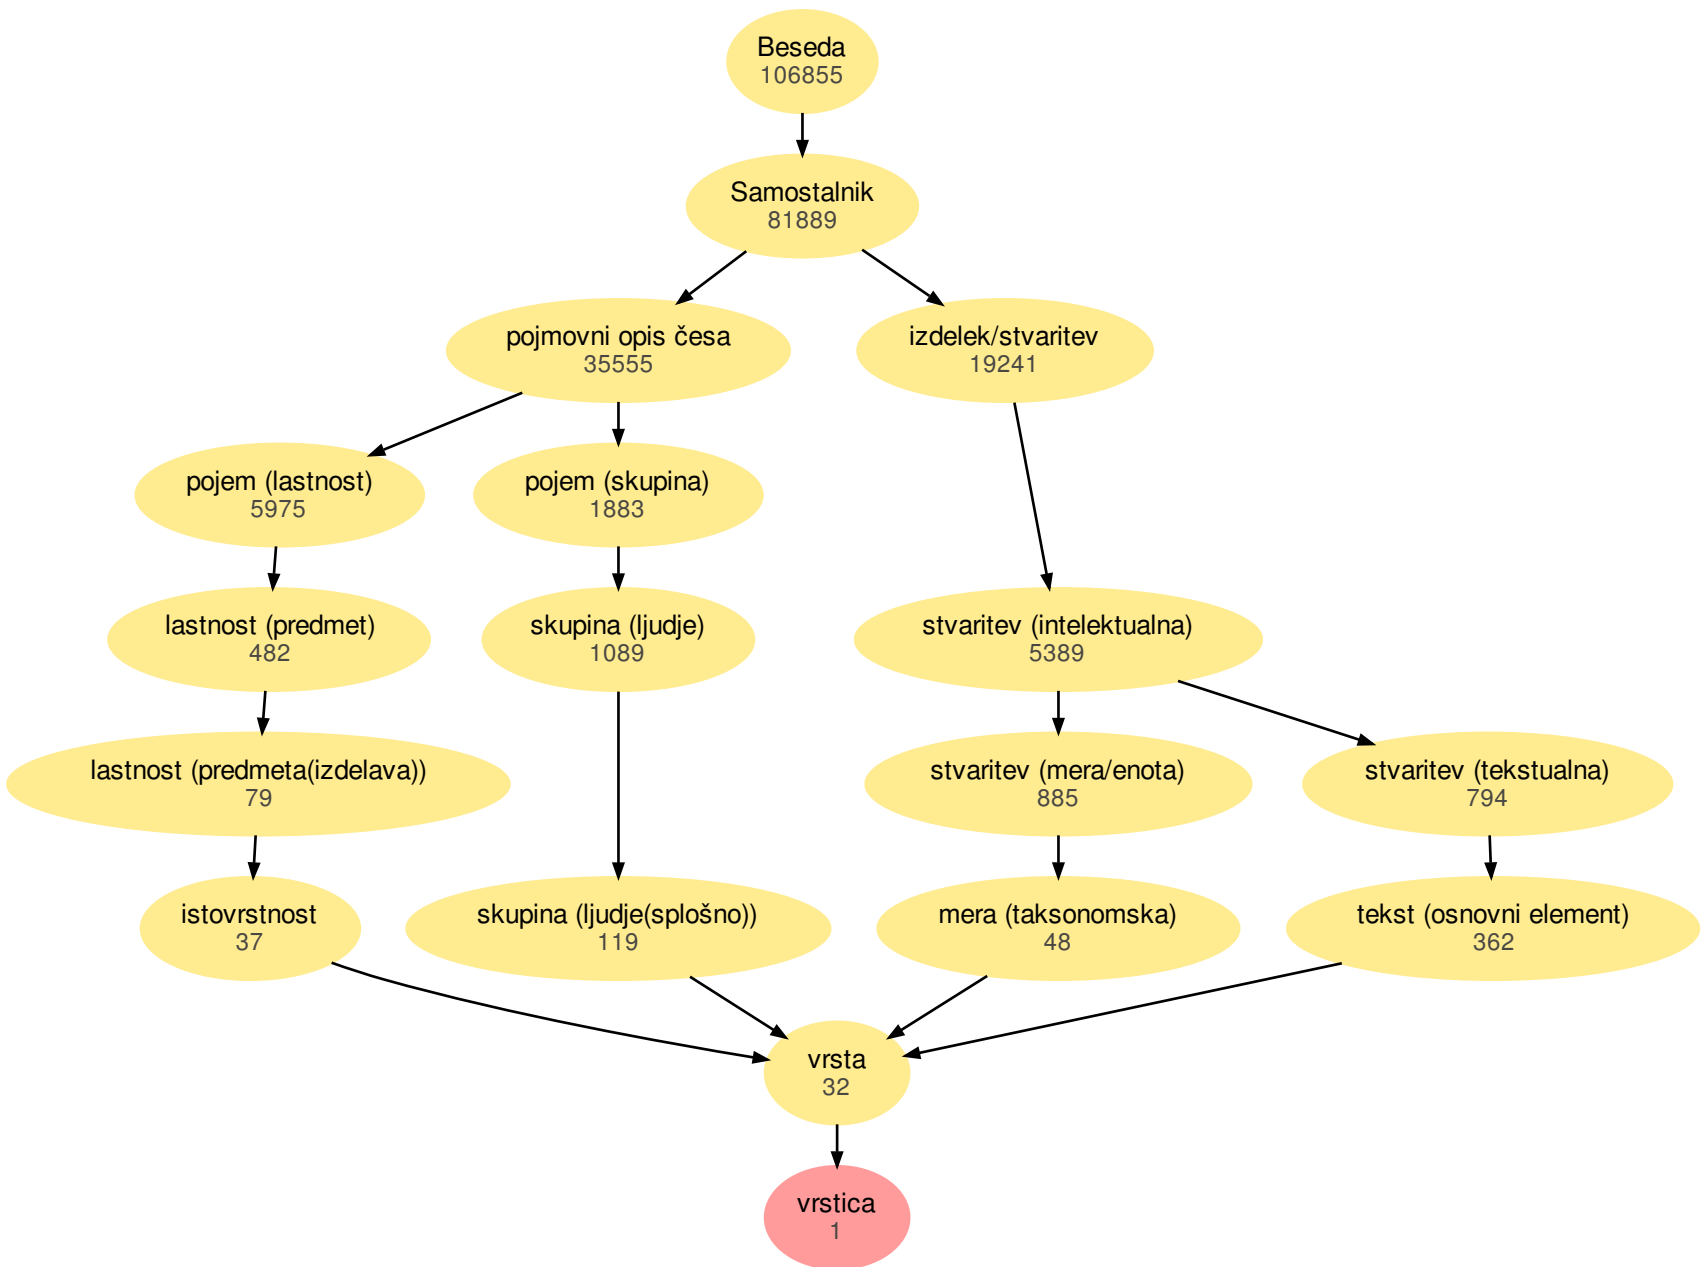 Beseda
106855
Samostalnik
81889
pojmovni opis česa
35555
izdelek/stvaritev
19241
pojem (lastnost)
5975
pojem (skupina)
1883
lastnost (predmet)
482
skupina (ljudje)
1089
stvaritev (intelektualna)
5389
lastnost (predmeta(izdelava))
79
stvaritev (mera/enota)
885
stvaritev (tekstualna)
794
istovrstnost
37
skupina (ljudje(splošno))
119
mera (taksonomska)
48
tekst (osnovni element)
362
vrsta
32
vrstica
1